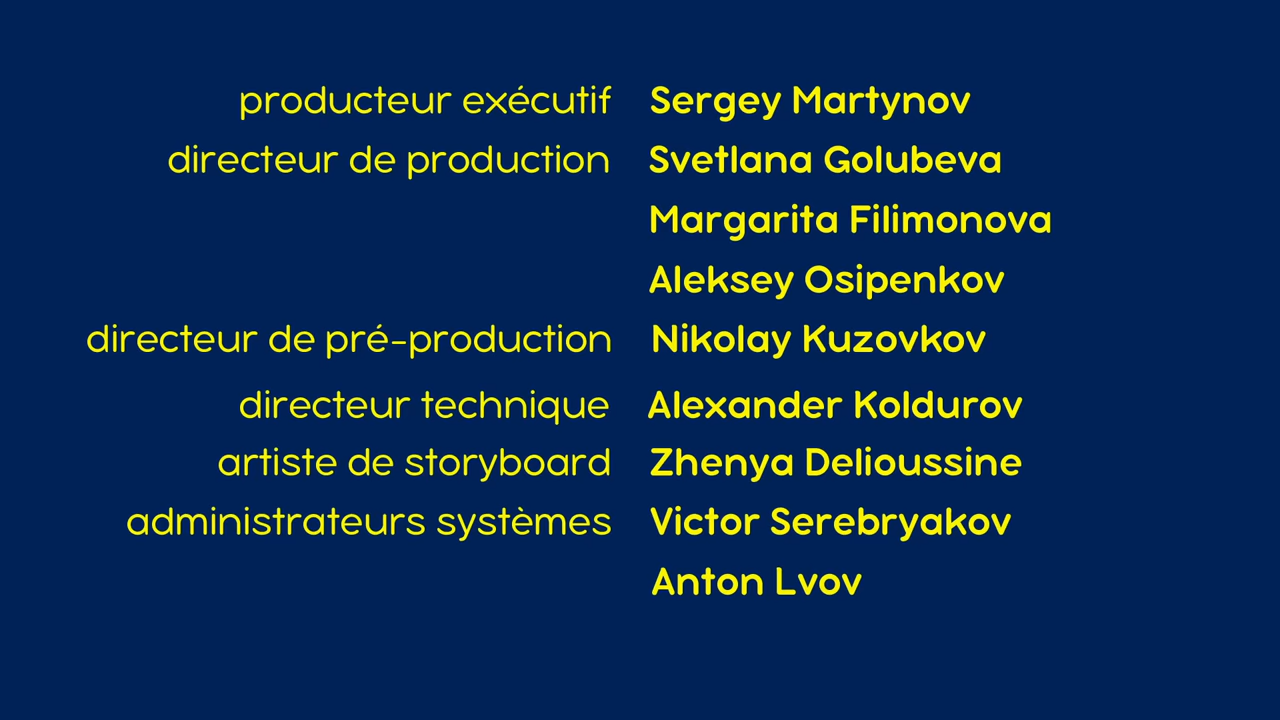 producteur exécutif Sergey Martynov
directeur de production Svetlana Golubeva
Margarita Filimonova
Aleksey Osipenkov
directeur de pré-production Nikolay Kuzovkov
directeur technique Alexander Koldurov
artiste de storyboard Zhenya Delioussine
administrateurs systèmes Victor Serebryakov
Anton Lvov